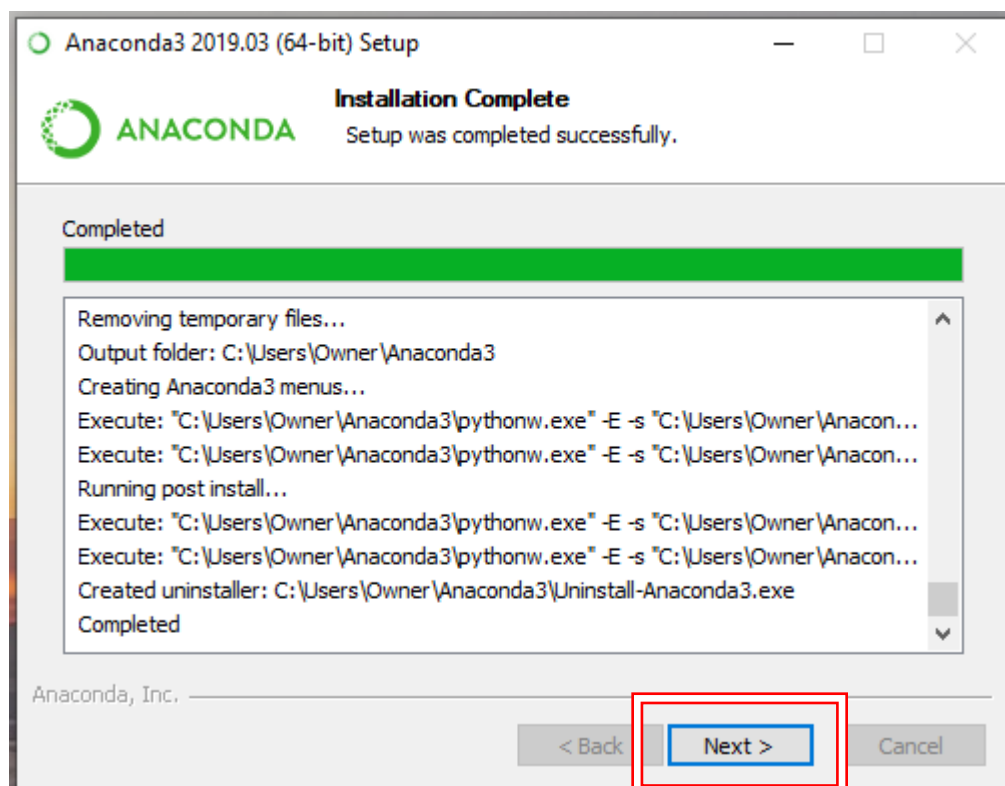 Anaconda3 2019.03 (64-bit) Setup
Installation Complete
ANACONDA
Setup was completed successfully.
Completed
Removing temporary files...
Output folder: C:\Users\Owner\Anaconda3
Creating Anaconda3 menus...
Execute: "C:\Users\Owner\Anaconda3\pythonw.exe" -E -s "C:\Users\Owner\Anacon...
Execute: "C:\Users\Owner\Anaconda3\pythonw.exe" -E -s "C:\Users\Owner\Anacon...
Running post install...
Execute: "C:\Users\Owner\Anaconda3\pythonw.exe" -E -s "C:\Users\Owner\Anacon...
Execute: "C:\Users\Owner\Anaconda3\pythonw.exe" -E -s "C:\Users\Owner\Anacon...
Created uninstaller: C:\Users\Owner\Anaconda3\Uninstall-Anaconda3.exe
Completed
Anaconda, Inc.
< Back Next > Cancel